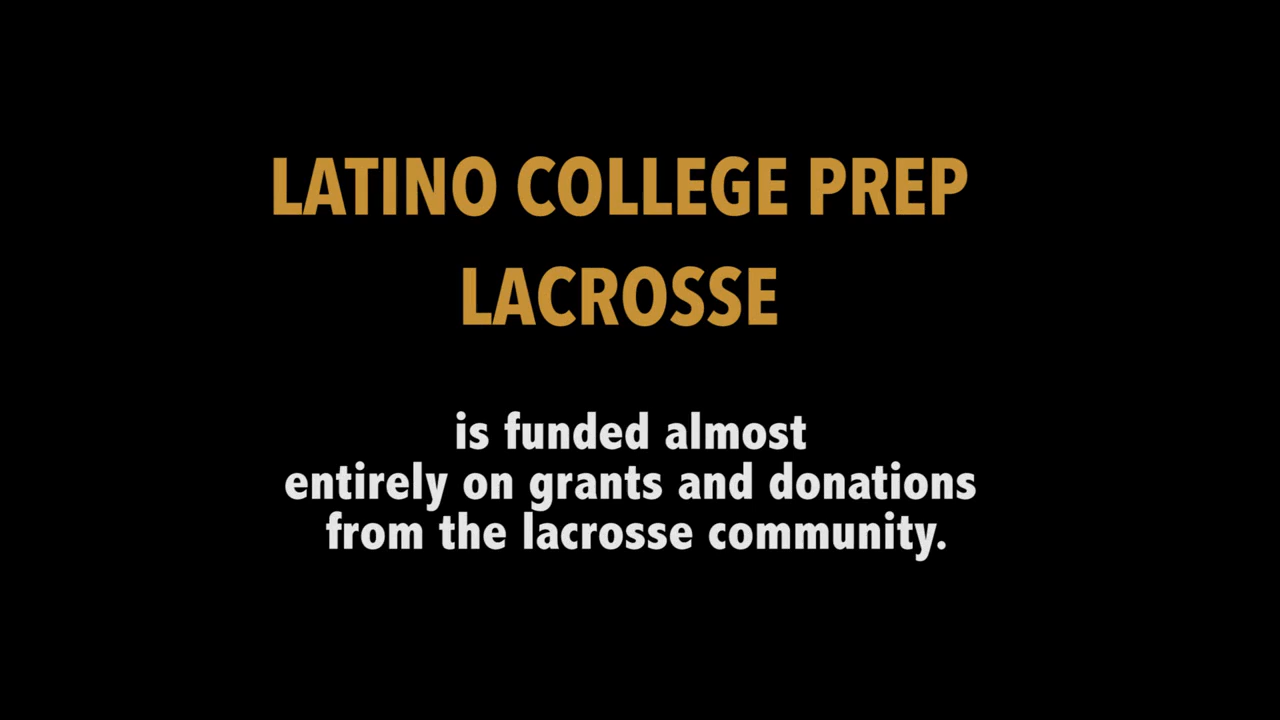 LATINO COLLEGE PREP
LACROSSE
is funded almost
entirely on grants and donations
from the lacrosse community.